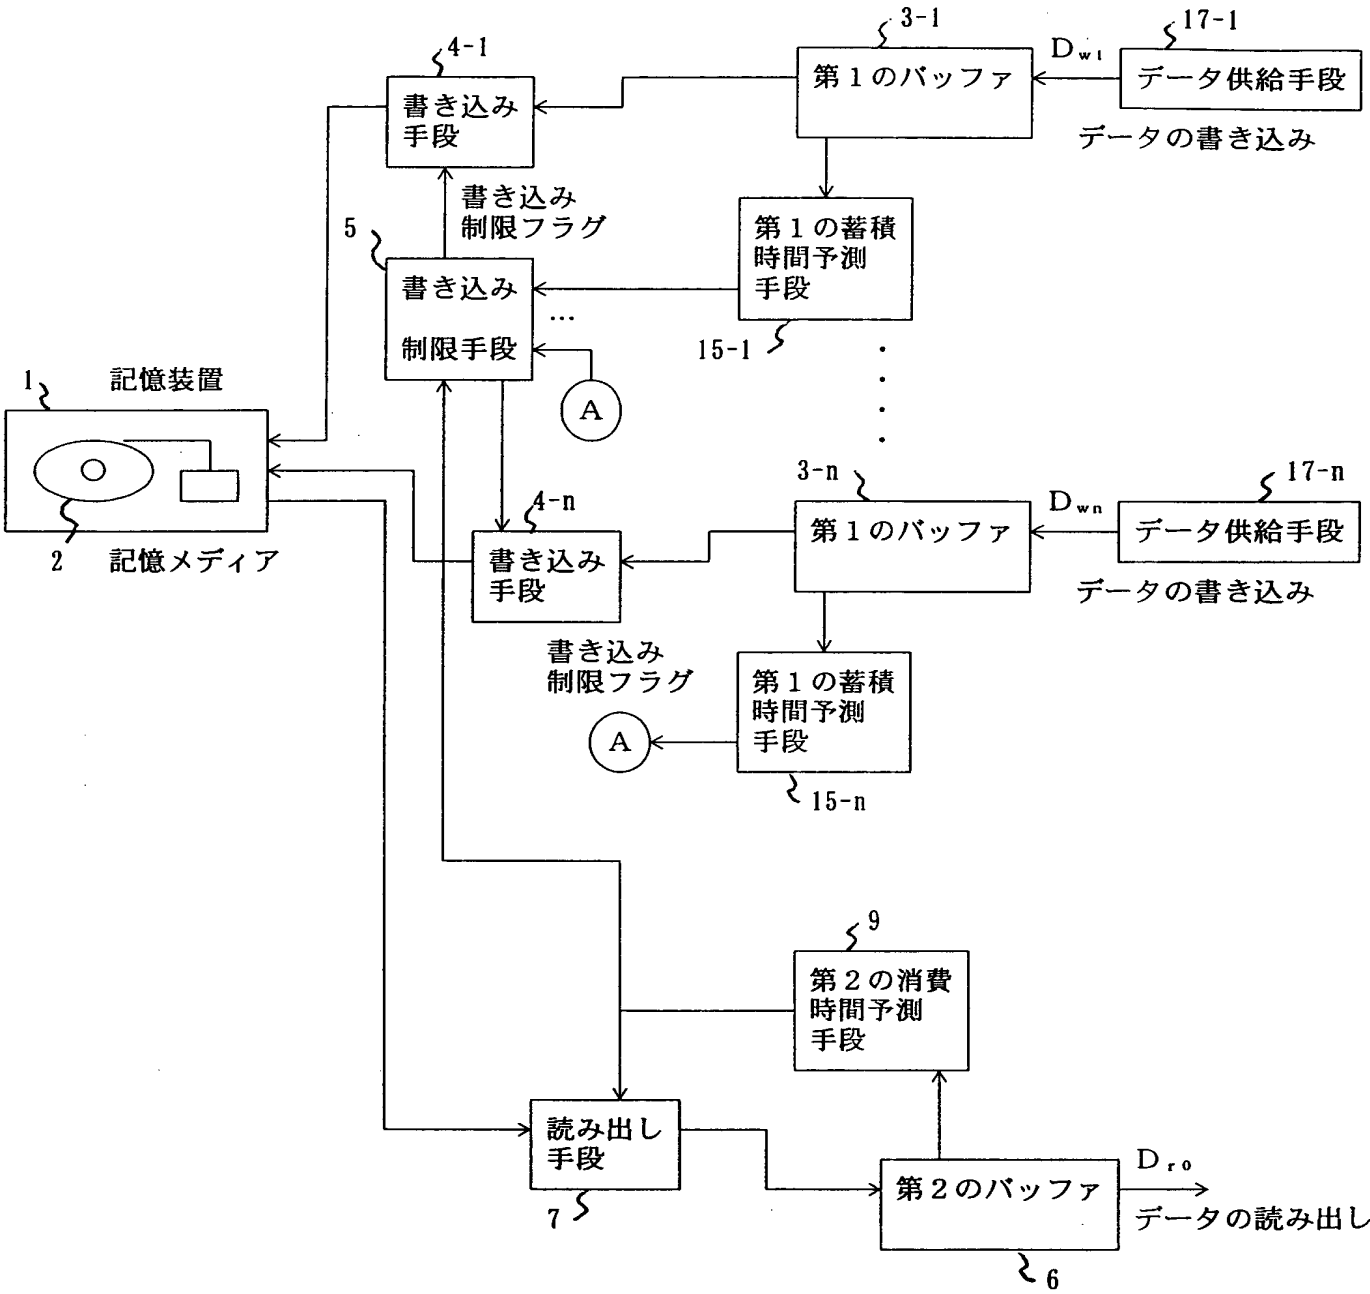 3-1
17-1
4-1
Dw1
書き込み
手段
第1のバッファ
データ供給手段
データの書き込み
書き込み
制限フラグ
5
第1の蓄積
時間予測
手段
書き込み
制限手段
…
15-1
A
1
記憶装置
3-n
17-n
4-n
Dwn
2
記憶メディア
書き込み
手段
第1のバッファ
データ供給手段
データの書き込み
書き込み
制限フラグ
第1の蓄積
時間予測
手段
A
15-n
9
第2の消費
時間予測
手段
読み出し
手段
7
第2のバッファ
Dr0
データの読み出し
6